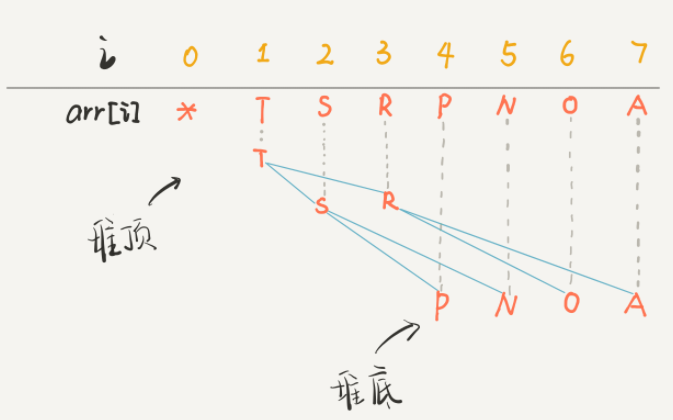 i 0 1 2 3 4 5 6 7
arr[i] * T S R P N O A
T
S R
堆顶
P N O A
堆底